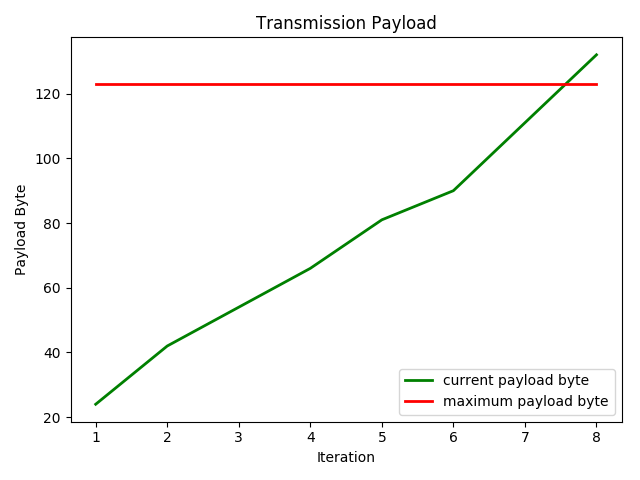 Transmission Payload
Payload Byte
120
100
80
60
40
20
1 2 3 4 5 6 7 8
Iteration
current payload byte
maximum payload byte